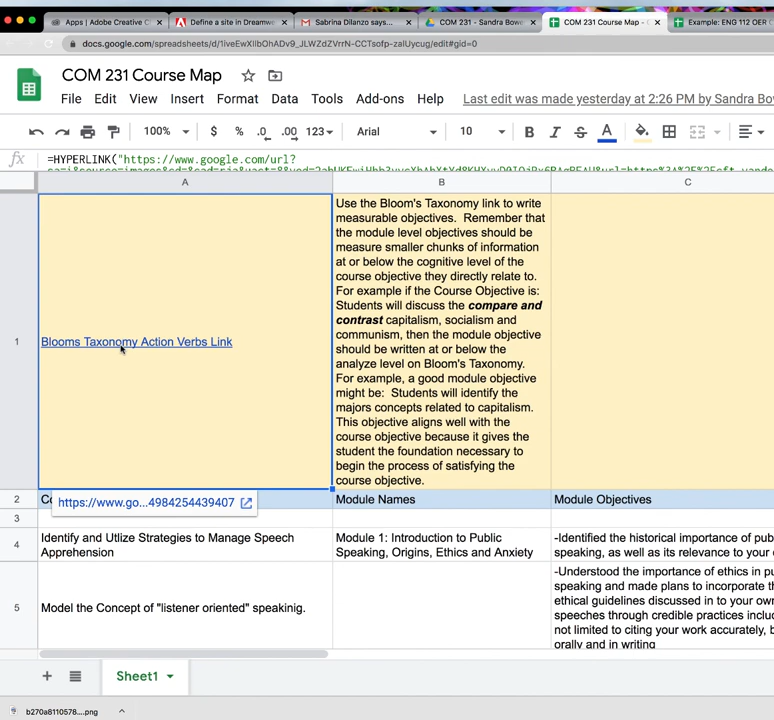 Apps | Adobe Creative C
Define a site in Dreamwe
Sabrina Dilanzo says...
COM 231 - Sandra Bowe
COM 231 Course Map -
Example: ENG 112 OER C
docs.google.com/spreadsheets/d/1iveEwXllbOhADv9_JLWZdZVrrN-CCTsofp-zalUycug/edit#gid=0
COM 231 Course Map
File Edit View Insert Format Data Tools Add-ons Help Last edit was made yesterday at 2:26 PM by Sandra Bo
100% $ % .0 .00 123 Arial 10 B I S A
fx =HYPERLINK("https://www.google.com/url?
A B C
1
Blooms Taxonomy Action Verbs Link
Use the Bloom's Taxonomy link to write
measurable objectives. Remember that
the module level objectives should be
measure smaller chunks of information
at or below the cognitive level of the
course objective they directly relate to.
For example if the Course Objective is:
Students will discuss the compare and
contrast capitalism, socialism and
communism, then the module objective
should be written at or below the
analyze level on Bloom's Taxonomy.
For example, a good module objective
might be: Students will identify the
majors concepts related to capitalism.
This objective aligns well with the
course objective because it gives the
student the foundation necessary to
begin the process of satisfying the
course objective.
2 Co Module Names Module Objectives
https://www.go...4984254439407
3
4
Identify and Utlize Strategies to Manage Speech
Apprehension
Module 1: Introduction to Public
Speaking, Origins, Ethics and Anxiety
-Identified the historical importance of pub
speaking, as well as its relevance to your
5
Model the Concept of "listener oriented" speakinig.
-Understood the importance of ethics in pu
speaking and made plans to incorporate th
ethical guidelines discussed in to your own
speeches through credible practices inclu
not limited to citing your work accurately, b
orally and in writing
Sheet1
b270a8110578....png